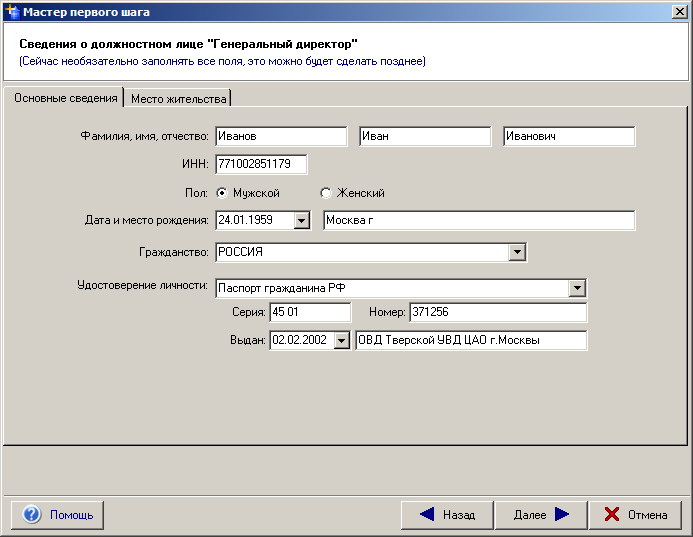 Мастер первого шага
Сведения о должностном лице "Генеральный директор"
(Сейчас необязательно заполнять все поля, это можно будет сделать позднее)
Основные сведения Место жительства
Фамилия, имя, отчество: Иванов Иван Иванович
ИНН: 771002851179
Пол: Мужской Женский
Дата и место рождения: 24.01.1959 Москва г
Гражданство: РОССИЯ
Удостоверение личности: Паспорт гражданина РФ
Серия: 45 01 Номер: 371256
Выдан: 02.02.2002 ОВД Тверской УВД ЦАО г.Москвы
? Помощь Назад Далее Отмена